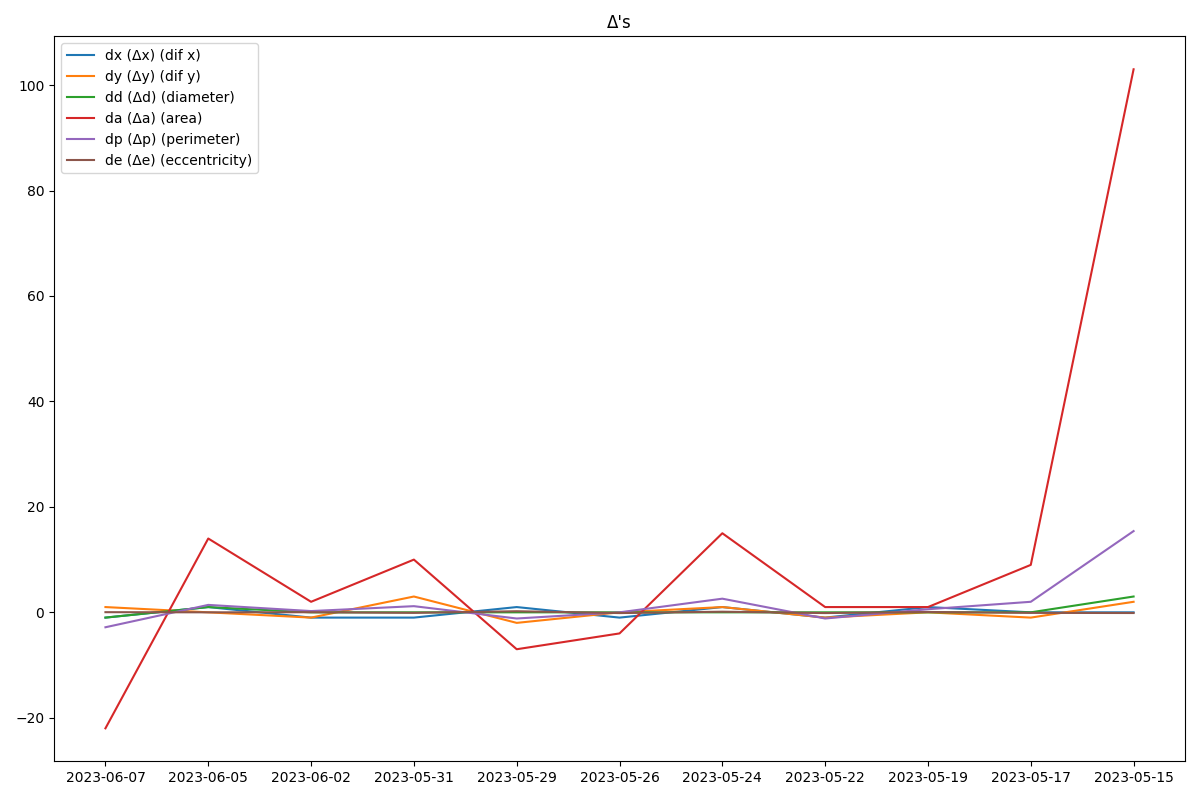 Δ's
dx (Δx) (dif x)
dy (Δy) (dif y)
dd (Δd) (diameter)
da (Δa) (area)
dp (Δp) (perimeter)
de (Δe) (eccentricity)
100
80
60
40
20
0
−20
2023-06-07 2023-06-05 2023-06-02 2023-05-31 2023-05-29 2023-05-26 2023-05-24 2023-05-22 2023-05-19 2023-05-17 2023-05-15